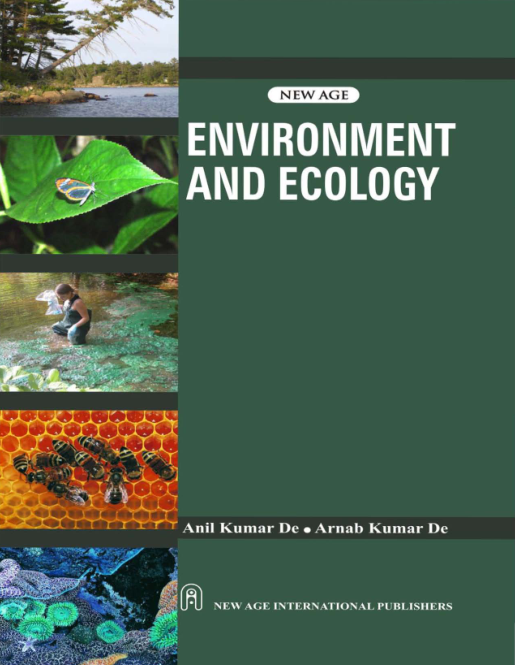 NEW AGE
ENVIRONMENT
AND ECOLOGY
Anil Kumar De • Arnab Kumar De
NEW AGE INTERNATIONAL PUBLISHERS